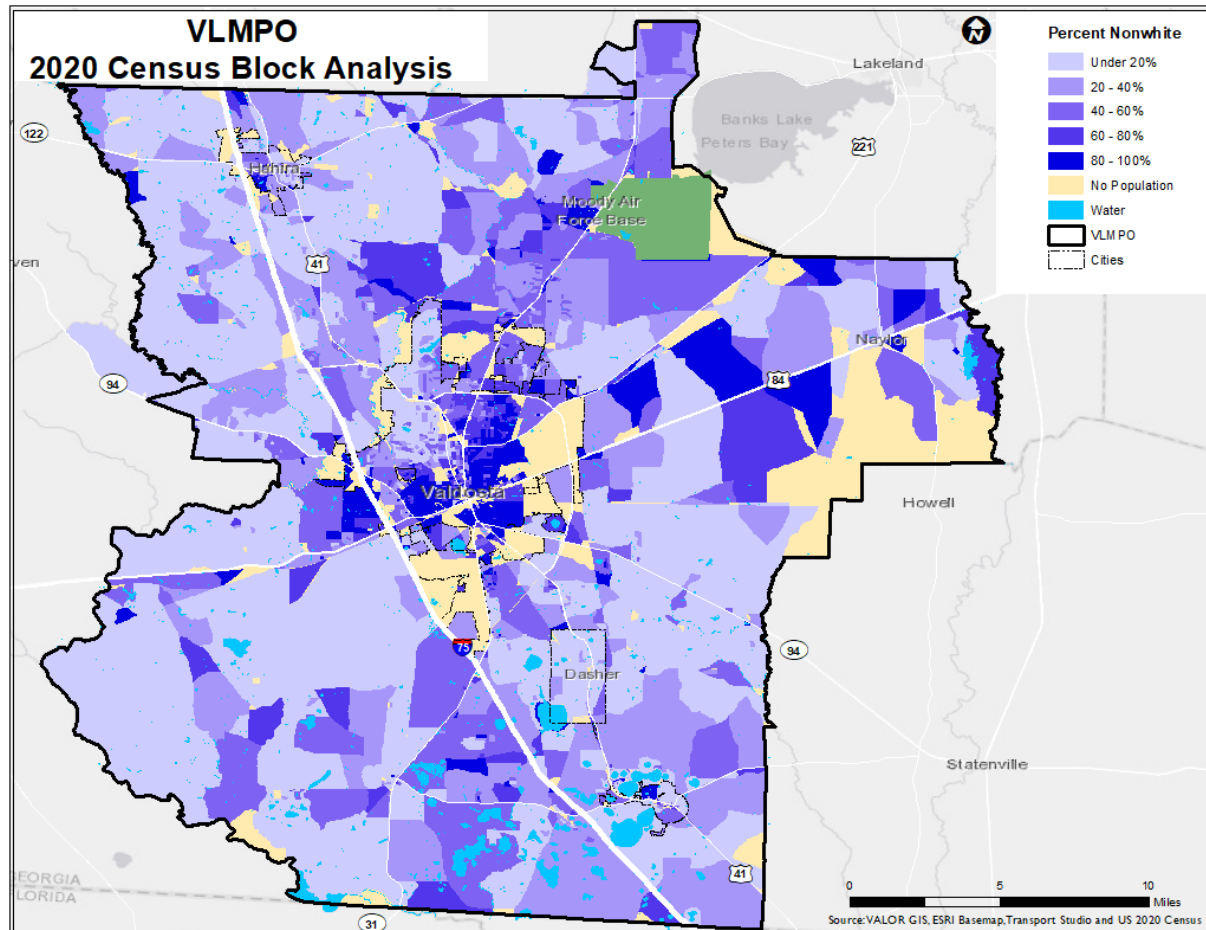 VLMPO
2020 Census Block Analysis
N
Percent Nonwhite
Under 20%
20 - 40%
40 - 60%
60 - 80%
80 - 100%
No Population
Water
VLMPO
Cities
Lakeland
Banks Lake
Peters Bay
221
122
Hahira
Moody Air
Force Base
ven
41
Naylor
94
84
Valdosta
Howell
75
94
Dasher
Statenville
41
GEORGIA
FLORIDA
31
0 5 10
Miles
Source: VALOR GIS, ESRI Basemap, Transport Studio and US 2020 Census